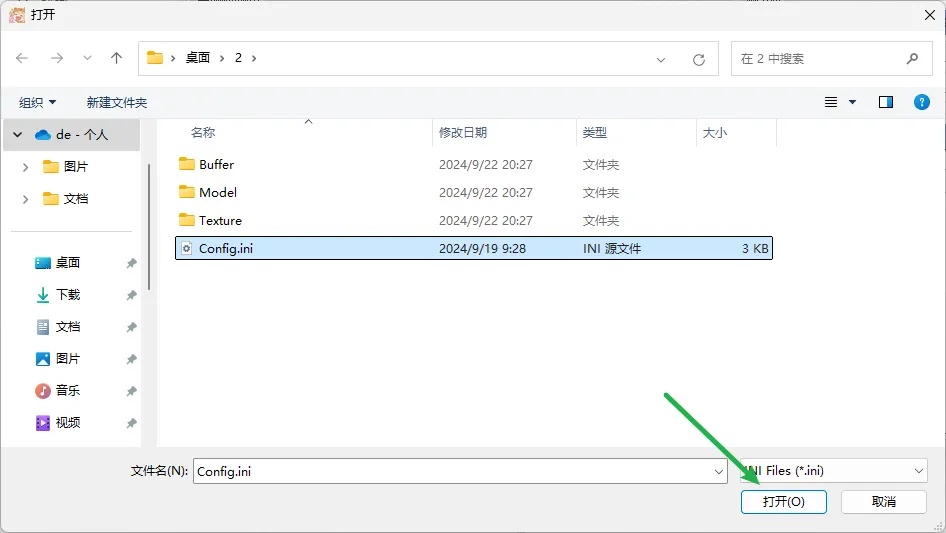 打开
桌面 2
在 2 中搜索
组织 新建文件夹
de - 个人
图片
文档
桌面
下载
文档
图片
音乐
视频
名称 修改日期 类型 大小
Buffer 2024/9/22 20:27 文件夹
Model 2024/9/22 20:27 文件夹
Texture 2024/9/22 20:27 文件夹
Config.ini 2024/9/19 9:28 INI 源文件 3 KB
文件名(N): Config.ini INI Files (*.ini)
打开(O) 取消